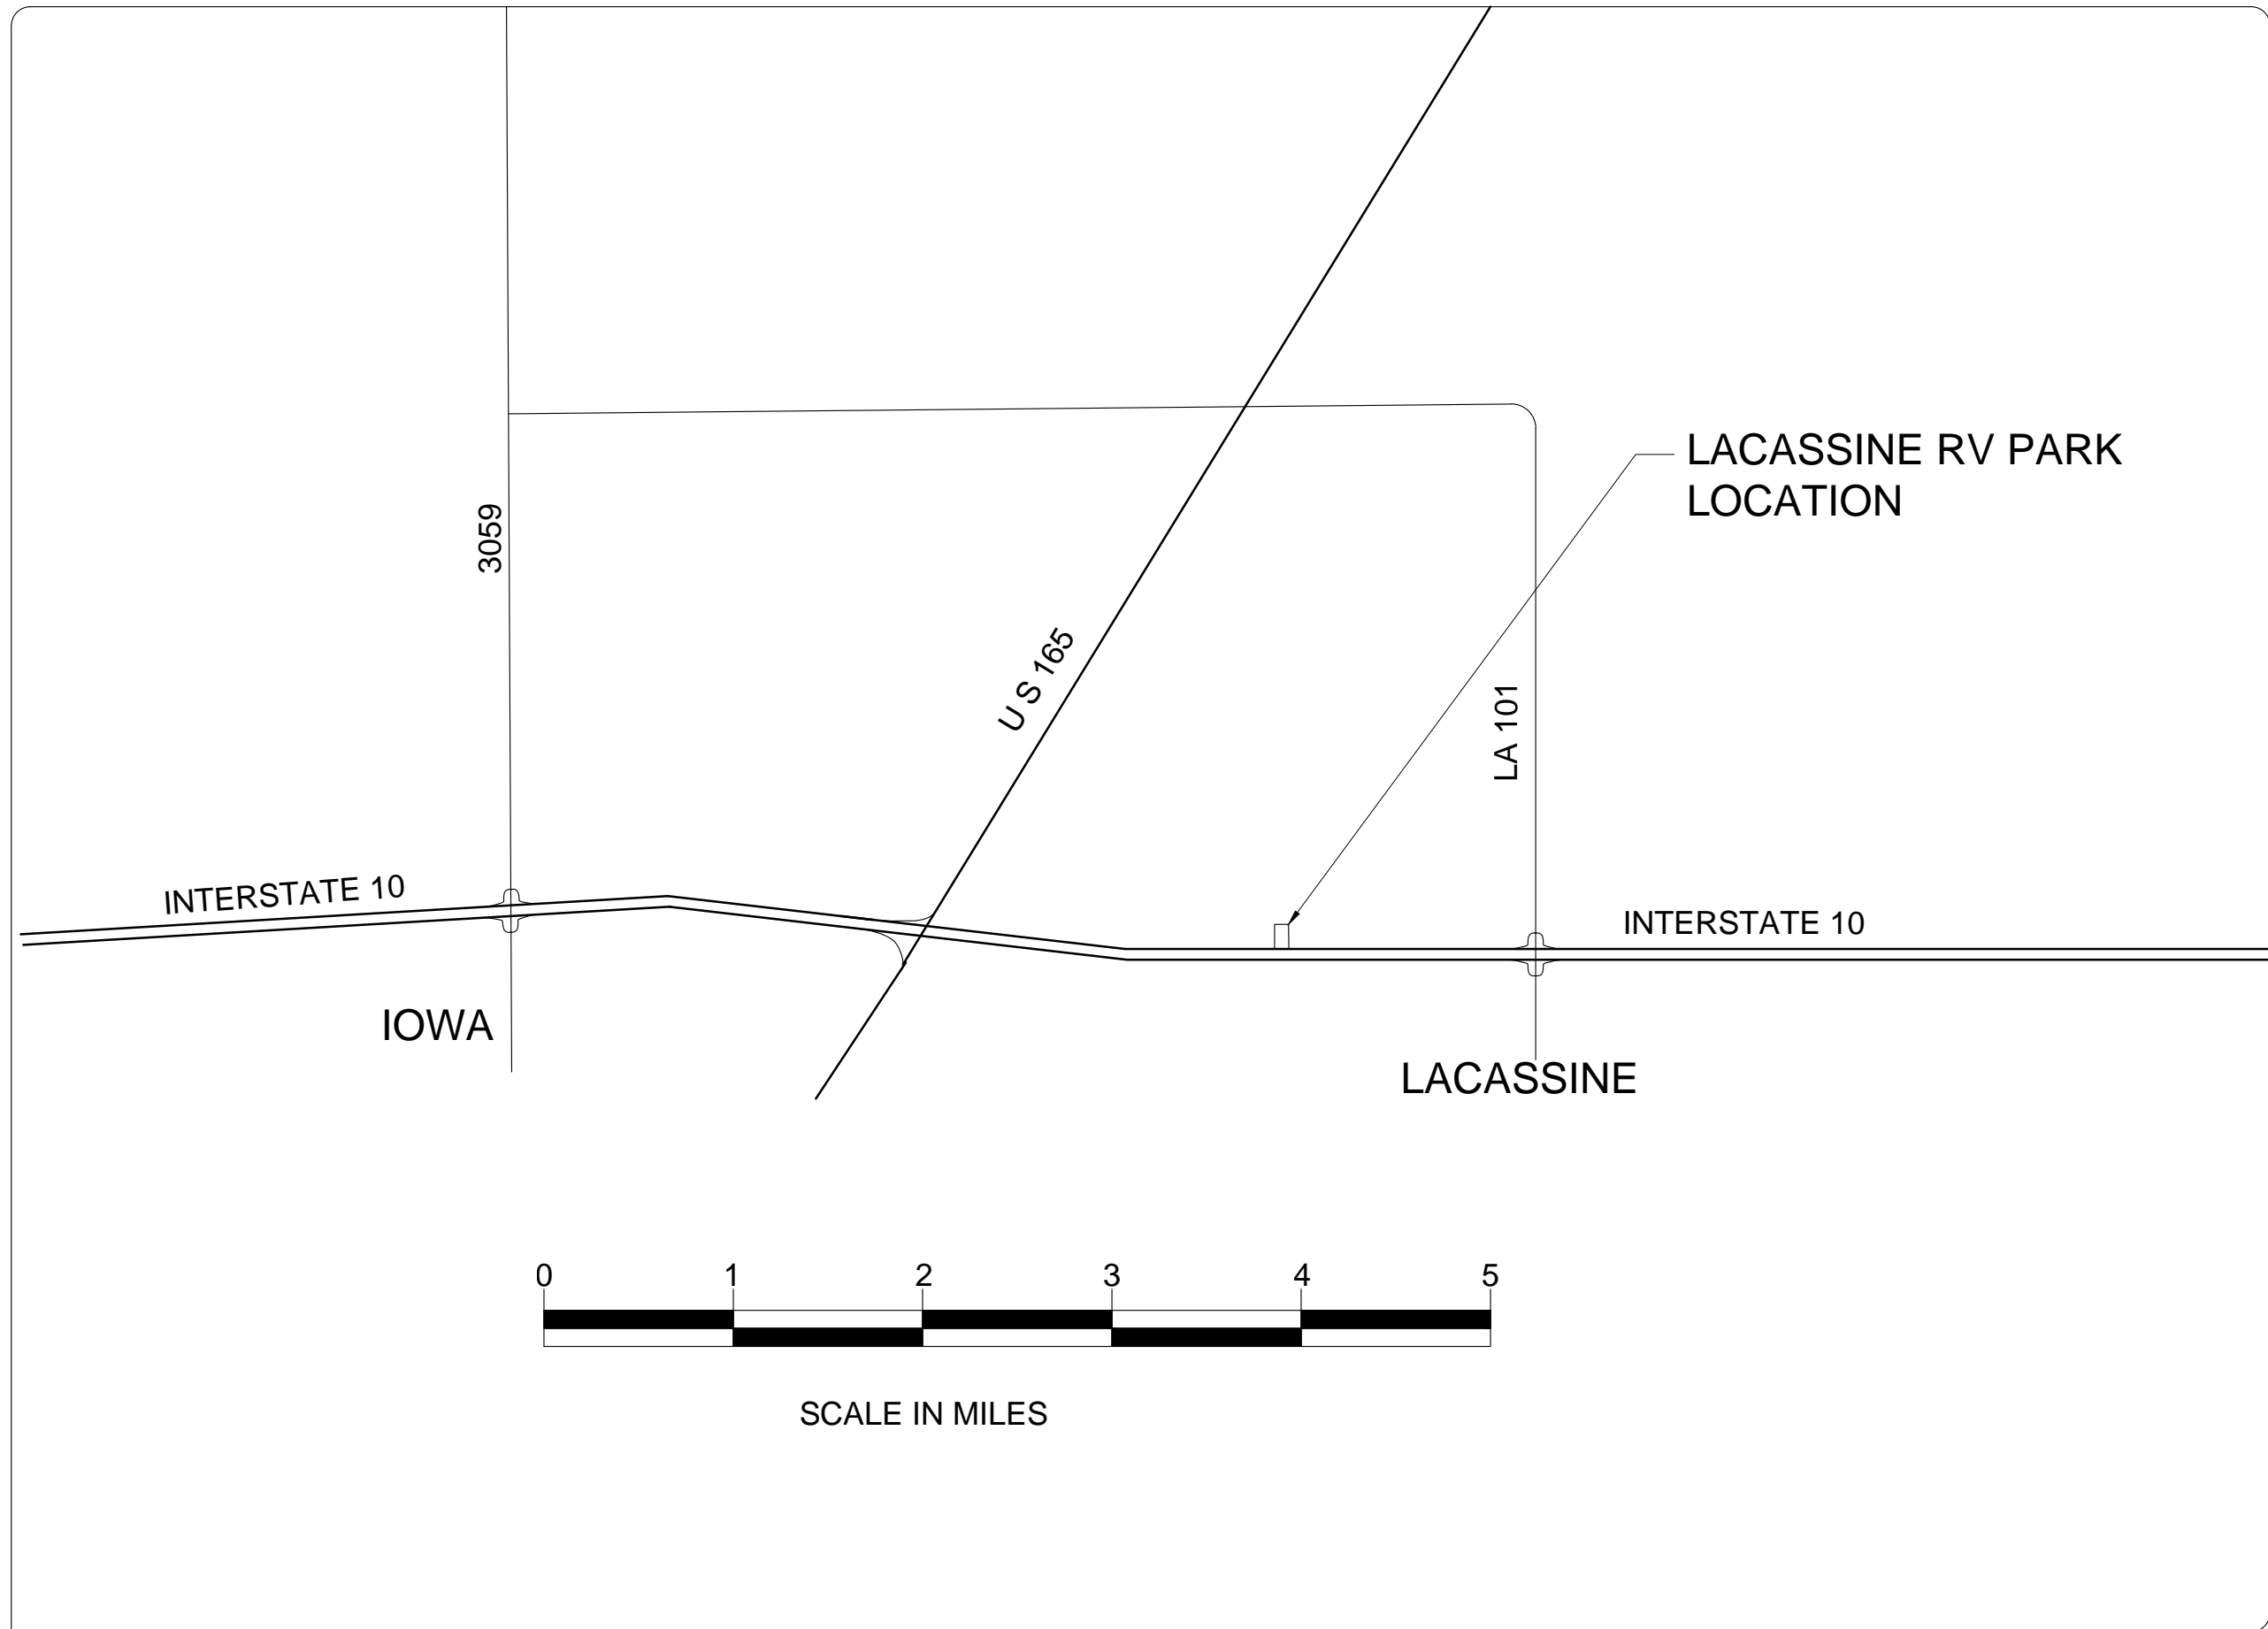 LACASSINE RV PARK
LOCATION
3059
U S 165
LA 101
INTERSTATE 10
INTERSTATE 10
IOWA
LACASSINE
0 1 2 3 4 5
SCALE IN MILES